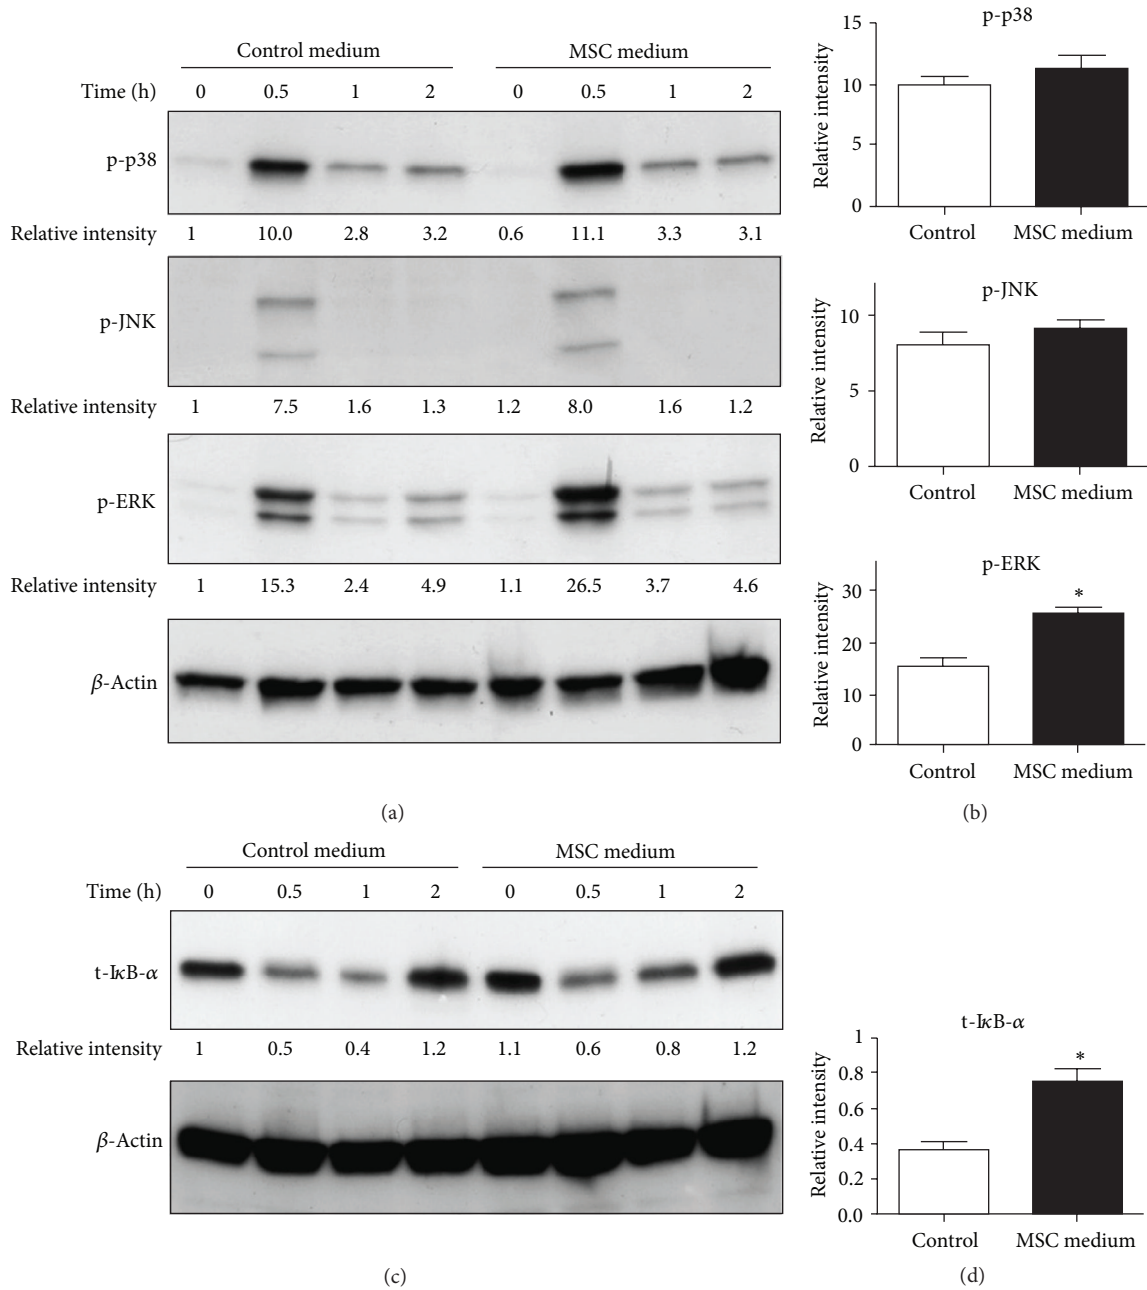 Control medium MSC medium
Time (h) 0 0.5 1 2 0 0.5 1 2
p-p38
Relative intensity 1 10.0 2.8 3.2 0.6 11.1 3.3 3.1
p-JNK
Relative intensity 1 7.5 1.6 1.3 1.2 8.0 1.6 1.2
p-ERK
Relative intensity 1 15.3 2.4 4.9 1.1 26.5 3.7 4.6
β-Actin
(a)
p-p38
Relative intensity
15
10
5
0
Control MSC medium
p-JNK
Relative intensity
10
5
0
Control MSC medium
p-ERK
Relative intensity
30
20
10
0
*
Control MSC medium
(b)
Control medium MSC medium
Time (h) 0 0.5 1 2 0 0.5 1 2
t-IκB-α
Relative intensity 1 0.5 0.4 1.2 1.1 0.6 0.8 1.2
β-Actin
(c)
t-IκB-α
Relative intensity
1
0.8
0.6
0.4
0.2
0.0
*
Control MSC medium
(d)